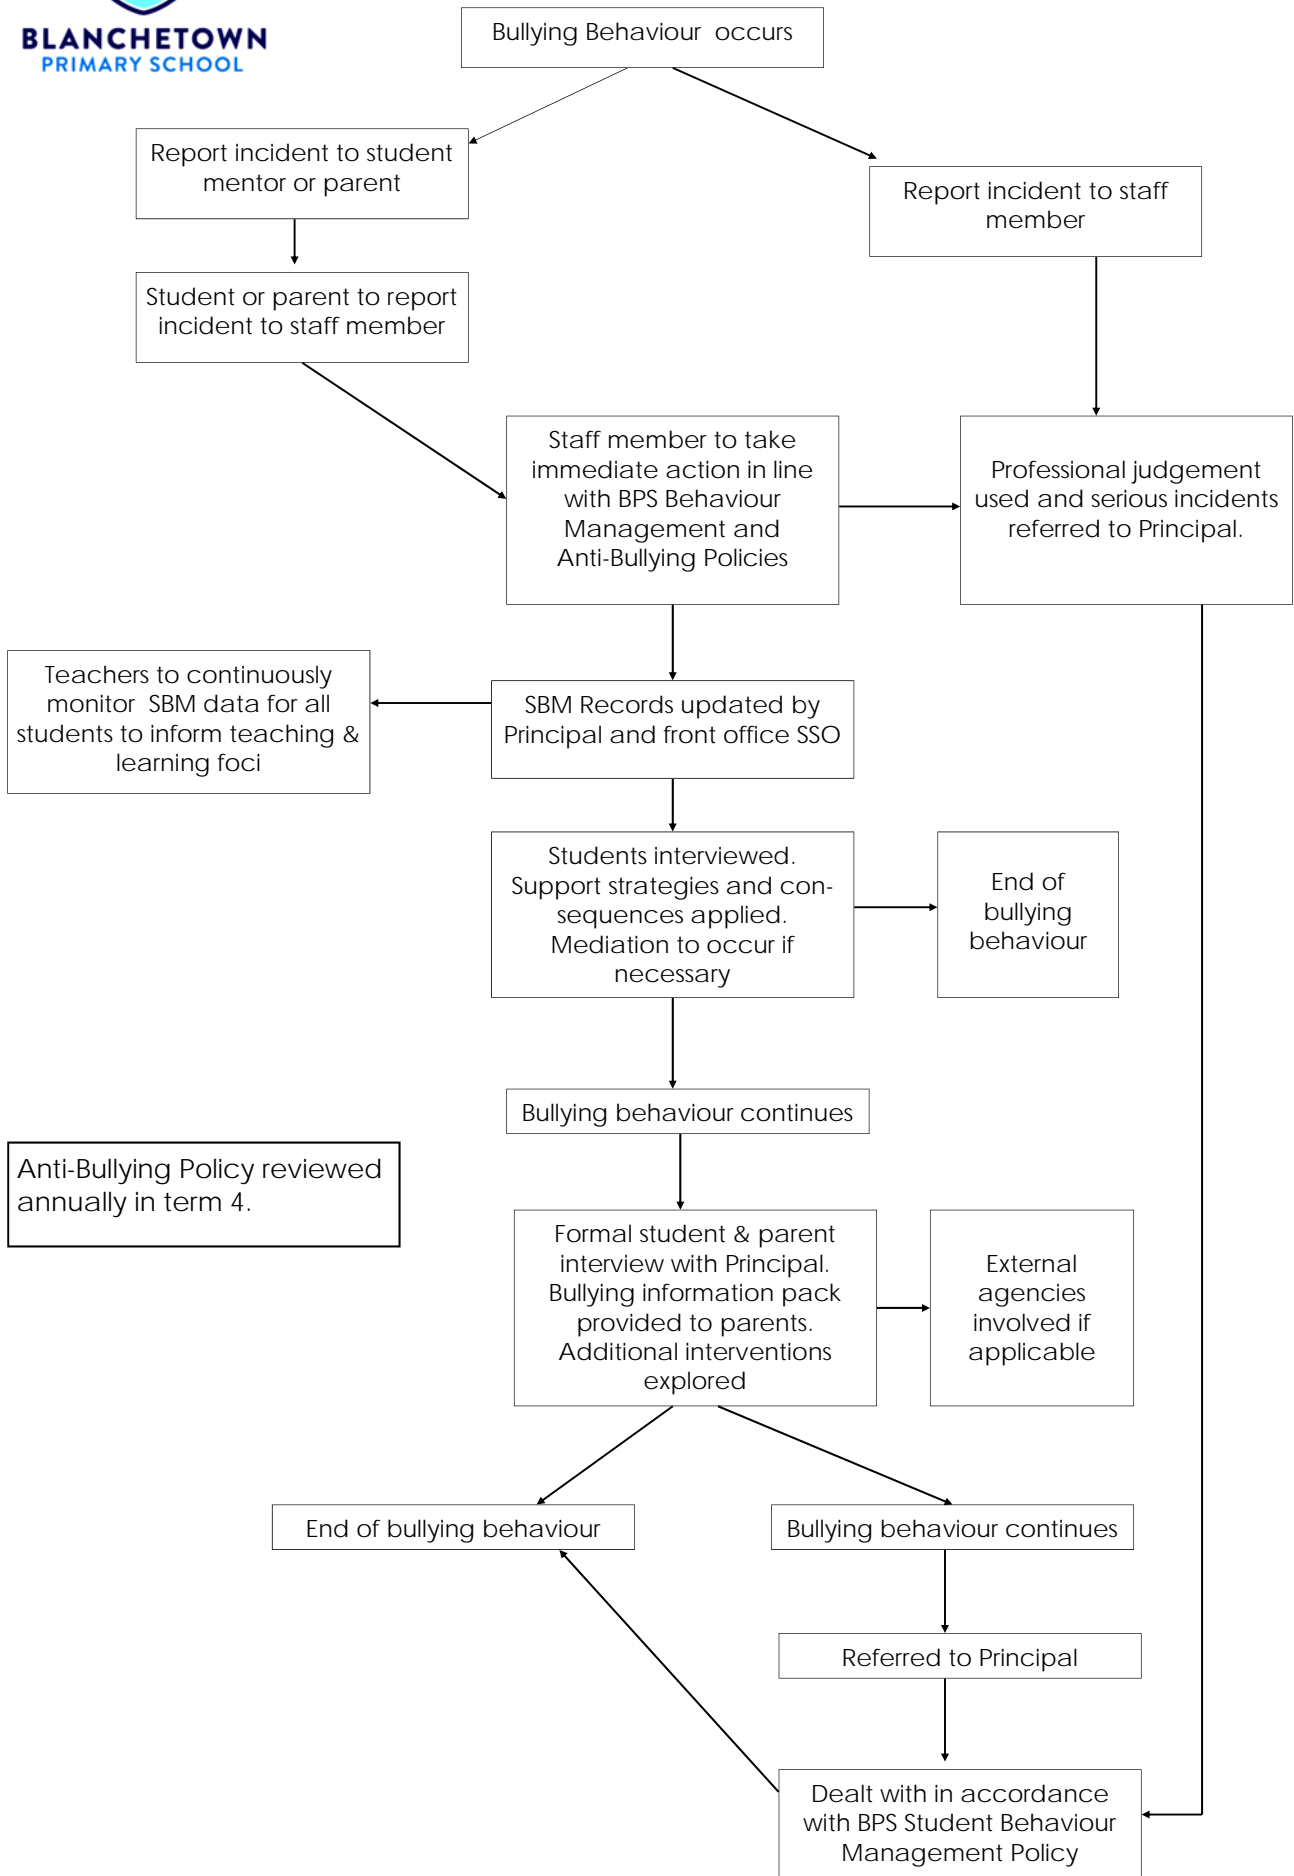 BLANCHETOWN
PRIMARY SCHOOL
Bullying Behaviour occurs
Report incident to student
mentor or parent
Report incident to staff
member
Student or parent to report
incident to staff member
Staff member to take
immediate action in line
with BPS Behaviour
Management and
Anti-Bullying Policies
Professional judgement
used and serious incidents
referred to Principal.
Teachers to continuously
monitor SBM data for all
students to inform teaching &
learning foci
SBM Records updated by
Principal and front office SSO
Students interviewed.
Support strategies and con-
sequences applied.
Mediation to occur if
necessary
End of
bullying
behaviour
Bullying behaviour continues
Anti-Bullying Policy reviewed
annually in term 4.
Formal student & parent
interview with Principal.
Bullying information pack
provided to parents.
Additional interventions
explored
External
agencies
involved if
applicable
End of bullying behaviour
Bullying behaviour continues
Referred to Principal
Dealt with in accordance
with BPS Student Behaviour
Management Policy